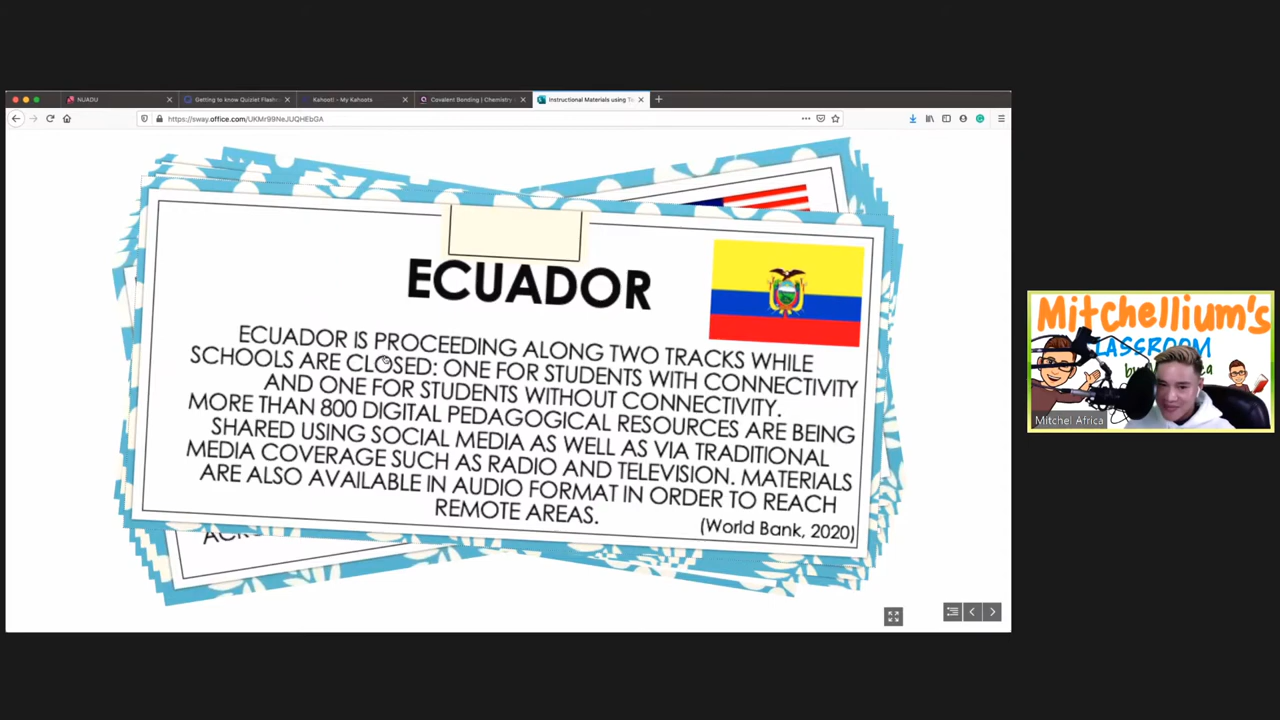 NUADU
Getting to know Quizlet Flashc
Kahoot! - My Kahoots
Covalent Bonding | Chemistry
Instructional Materials using To
https://sway.office.com/UKMr99NeJUQHEbGA
ECUADOR
ECUADOR IS PROCEEDING ALONG TWO TRACKS WHILE
SCHOOLS ARE CLOSED: ONE FOR STUDENTS WITH CONNECTIVITY
AND ONE FOR STUDENTS WITHOUT CONNECTIVITY.
MORE THAN 800 DIGITAL PEDAGOGICAL RESOURCES ARE BEING
SHARED USING SOCIAL MEDIA AS WELL AS VIA TRADITIONAL
MEDIA COVERAGE SUCH AS RADIO AND TELEVISION. MATERIALS
ARE ALSO AVAILABLE IN AUDIO FORMAT IN ORDER TO REACH
REMOTE AREAS.
(World Bank, 2020)
Mitchellium's
LASSROOM
Mitchel Africa